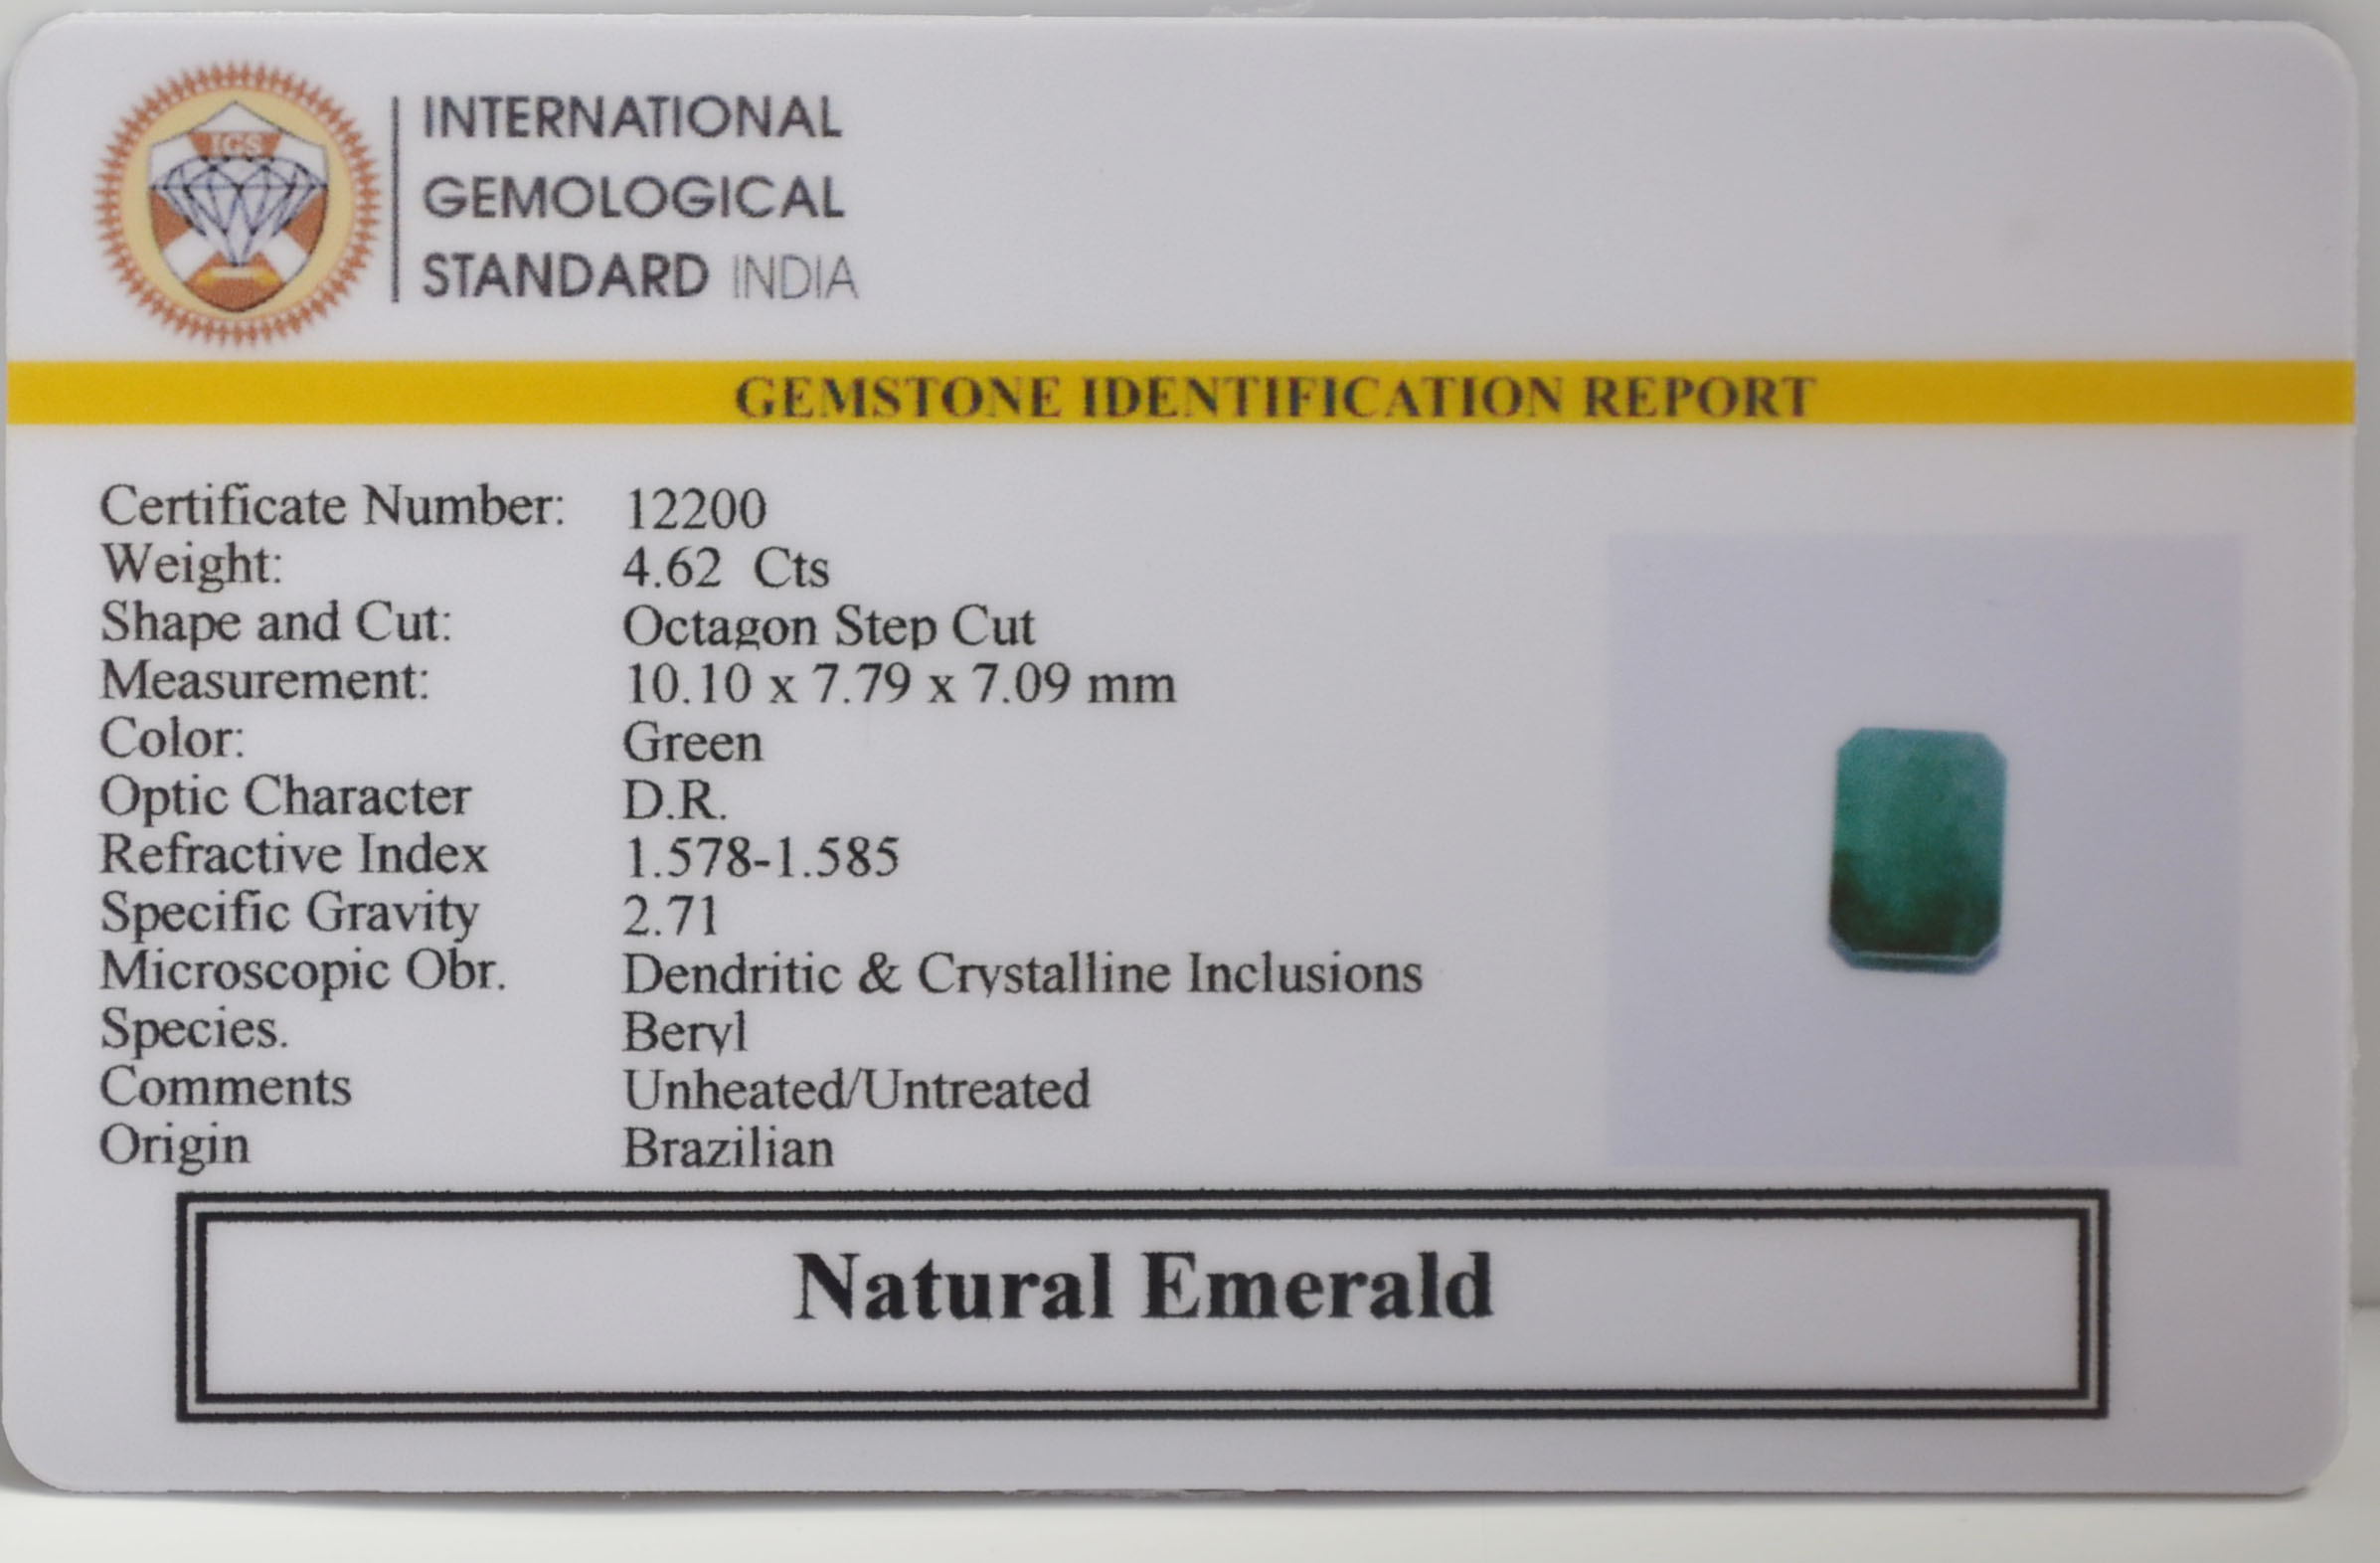 IGS
INTERNATIONAL
GEMOLOGICAL
STANDARD INDIA
GEMSTONE IDENTIFICATION REPORT
Certificate Number: 12200
Weight: 4.62 Cts
Shape and Cut: Octagon Step Cut
Measurement: 10.10 x 7.79 x 7.09 mm
Color: Green
Optic Character D.R.
Refractive Index 1.578-1.585
Specific Gravity 2.71
Microscopic Obr. Dendritic & Crystalline Inclusions
Species. Beryl
Comments Unheated/Untreated
Origin Brazilian
Natural Emerald